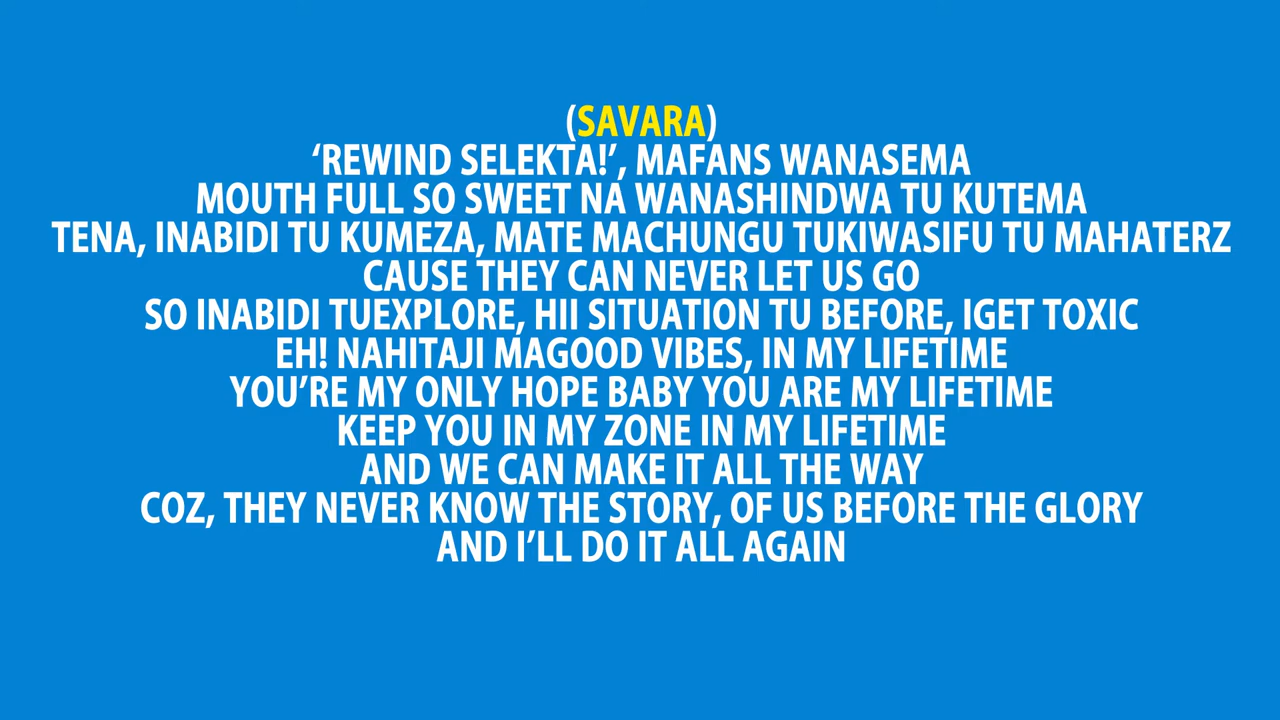 (SAVARA)
‘REWIND SELEKTA!’, MAFANS WANASEMA
MOUTH FULL SO SWEET NA WANASHINDWA TU KUTEMA
TENA, INABIDI TU KUMEZA, MATE MACHUNGU TUKIWASIFU TU MAHATERZ
CAUSE THEY CAN NEVER LET US GO
SO INABIDI TUEXPLORE, HII SITUATION TU BEFORE, IGET TOXIC
EH! NAHITAJI MAGOOD VIBES, IN MY LIFETIME
YOU’RE MY ONLY HOPE BABY YOU ARE MY LIFETIME
KEEP YOU IN MY ZONE IN MY LIFETIME
AND WE CAN MAKE IT ALL THE WAY
COZ, THEY NEVER KNOW THE STORY, OF US BEFORE THE GLORY
AND I’LL DO IT ALL AGAIN